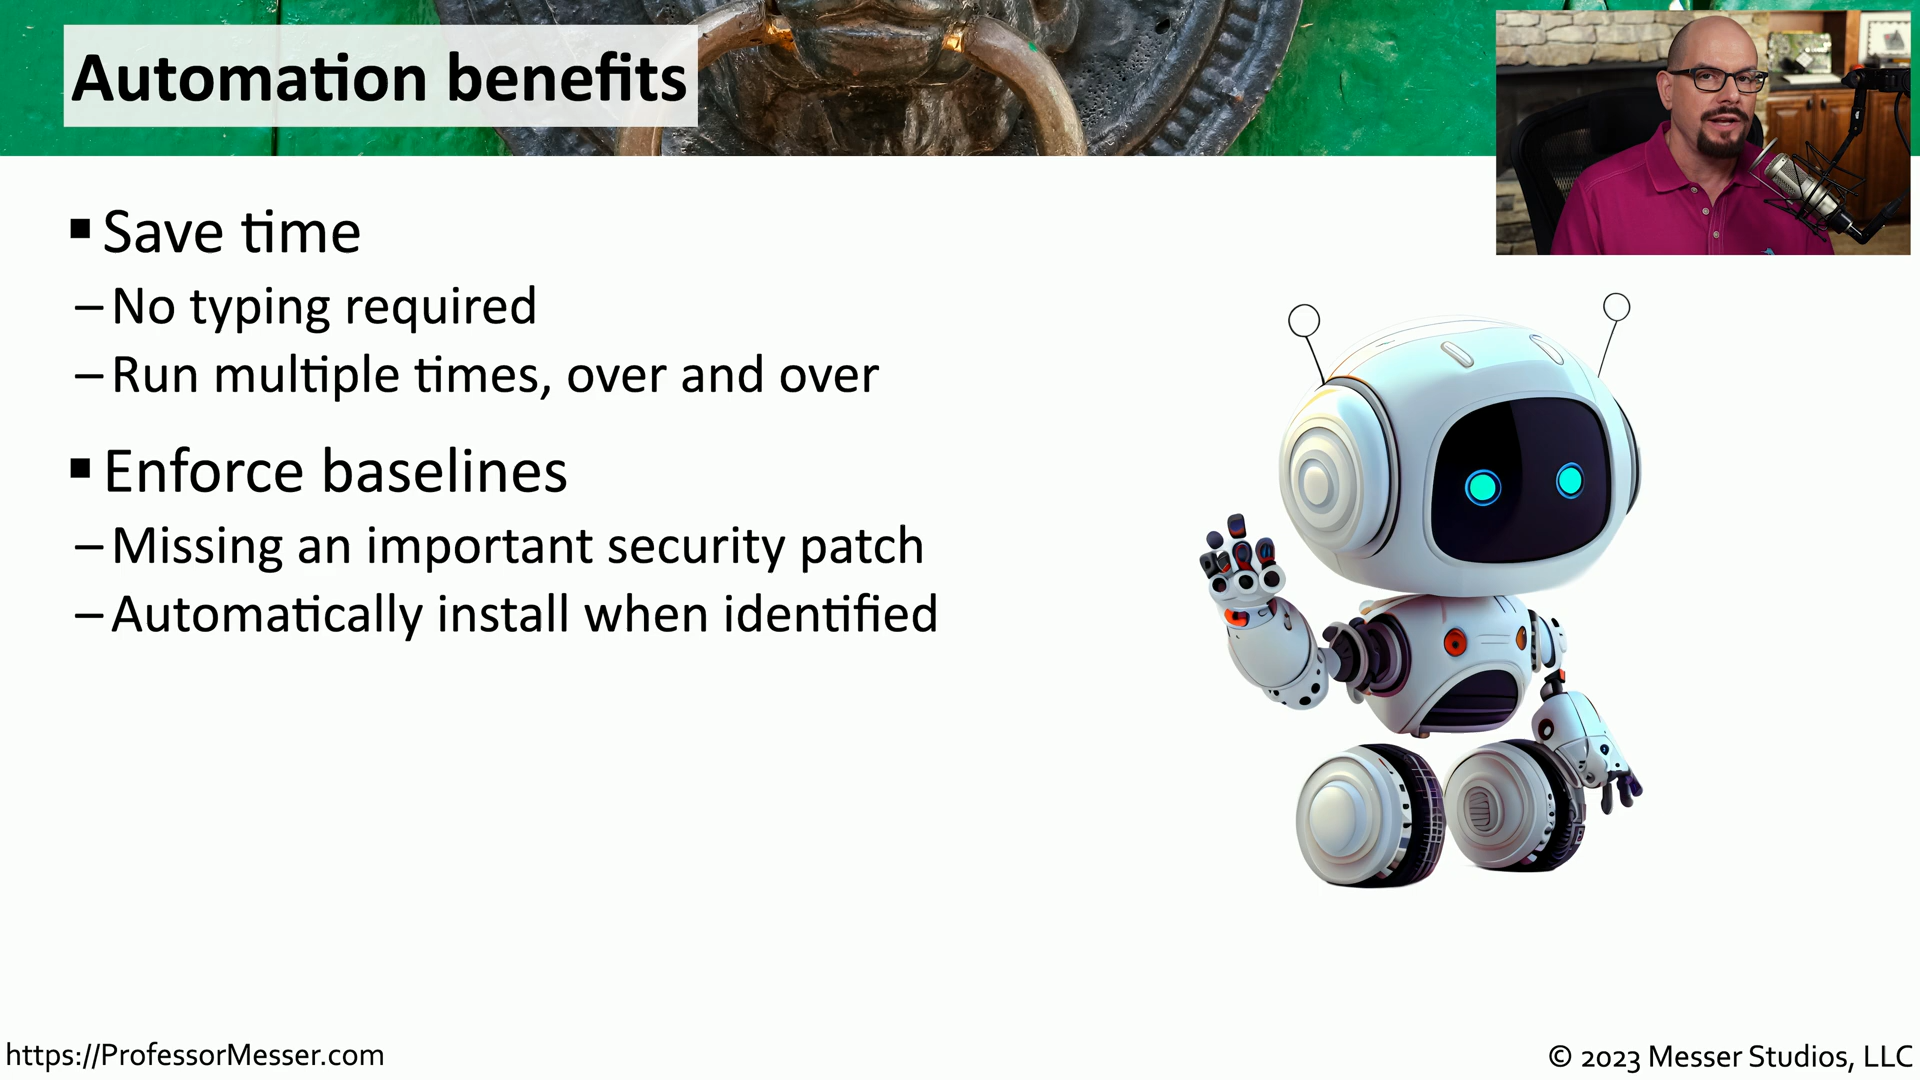 Automation benefits
▪ Save time
– No typing required
– Run multiple times, over and over
▪ Enforce baselines
– Missing an important security patch
– Automatically install when identified
https://ProfessorMesser.com
© 2023 Messer Studios, LLC